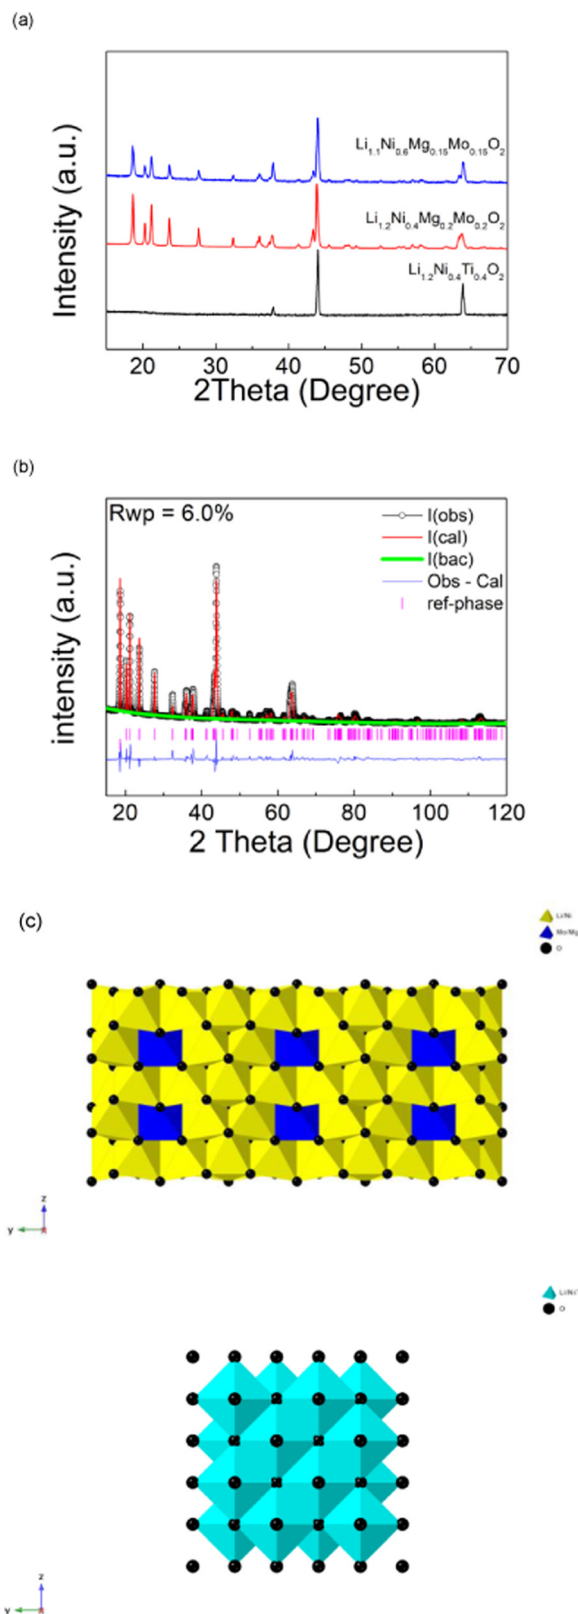 (a)
Intensity (a.u.)
Li1.1Ni0.6Mg0.15Mo0.15O2
Li1.2Ni0.4Mg0.2Mo0.2O2
Li1.2Ni0.4Ti0.4O2
20 30 40 50 60 70
2Theta (Degree)
(b)
intensity (a.u.)
Rwp = 6.0%
I(obs)
I(cal)
I(bac)
Obs - Cal
ref-phase
20 40 60 80 100 120
2 Theta (Degree)
(c)
Li/Ni
Mo/Mg
O
z
y
Li/Ni/
O
z
y